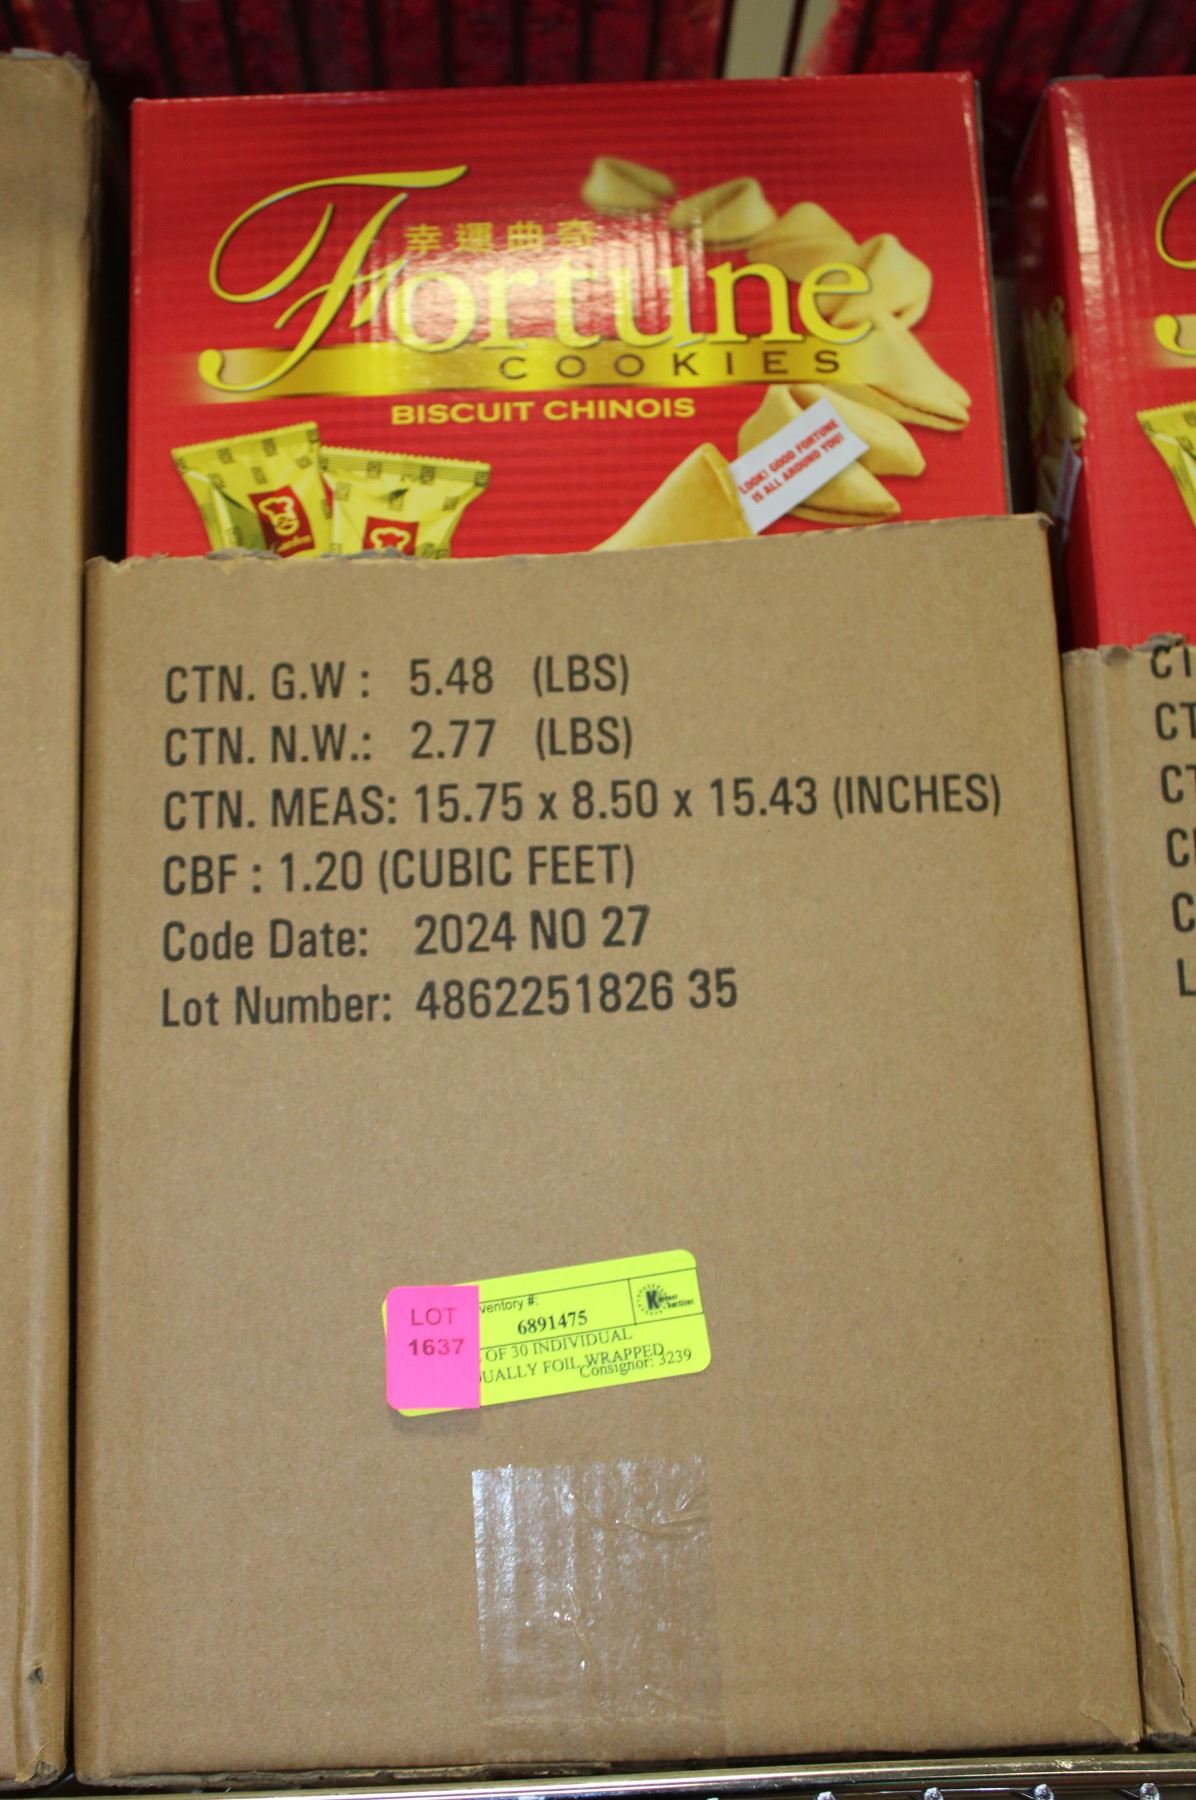 幸運曲奇
Fortune
COOKIES
BISCUIT CHINOIS
LOOK! GOOD FORTUNE
IS ALL AROUND YOU!
Garden
CTN. G.W : 5.48 (LBS)
CTN. N.W.: 2.77 (LBS)
CTN. MEAS: 15.75 x 8.50 x 15.43 (INCHES)
CBF : 1.20 (CUBIC FEET)
Code Date: 2024 NO 27
Lot Number: 4862251826 35
LOT
1637
ventory #:
6891475
OF 30 INDIVIDUAL
UALLY FOIL WRAPPED
Consignor: 3239